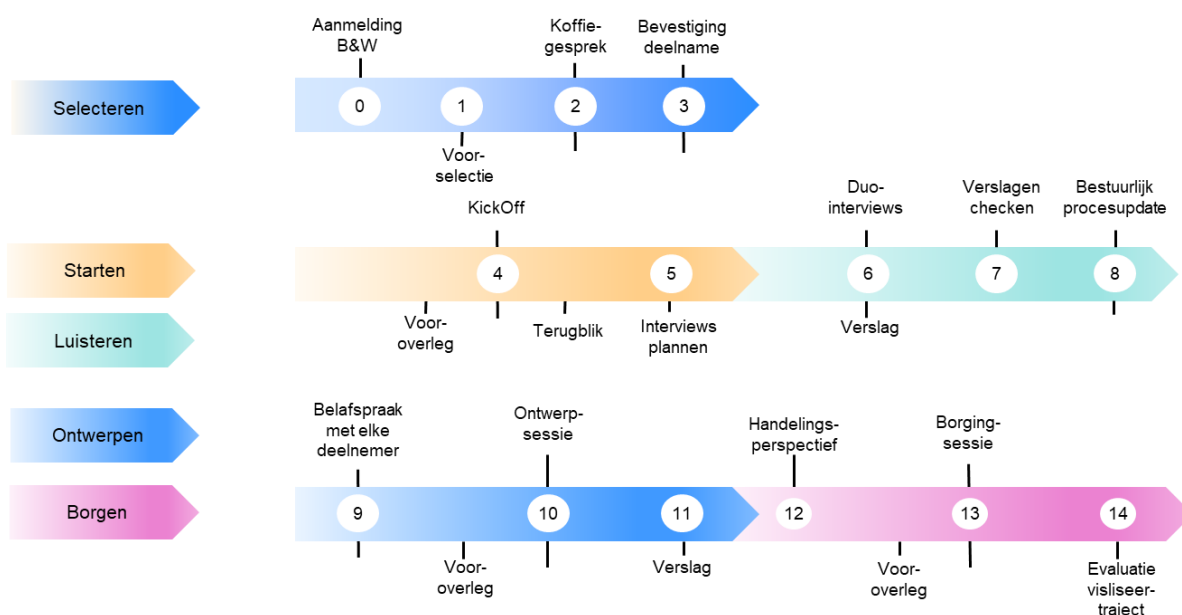 Aanmelding
B&W
Koffie-
gesprek
Bevestiging
deelname
Selecteren
0
1
2
3
Voor-
selectie
KickOff
Duo-
interviews
Verslagen
checken
Bestuurlijk
procesupdate
Starten
4
5
6
7
8
Voor-
overleg
Terugblik
Interviews
plannen
Verslag
Luisteren
Belafspraak
met elke
deelnemer
Ontwerp-
sessie
Handelings-
perspectief
Borging-
sessie
Ontwerpen
Borgen
9
10
11
12
13
14
Voor-
overleg
Verslag
Voor-
overleg
Evaluatie
visliseer-
traject